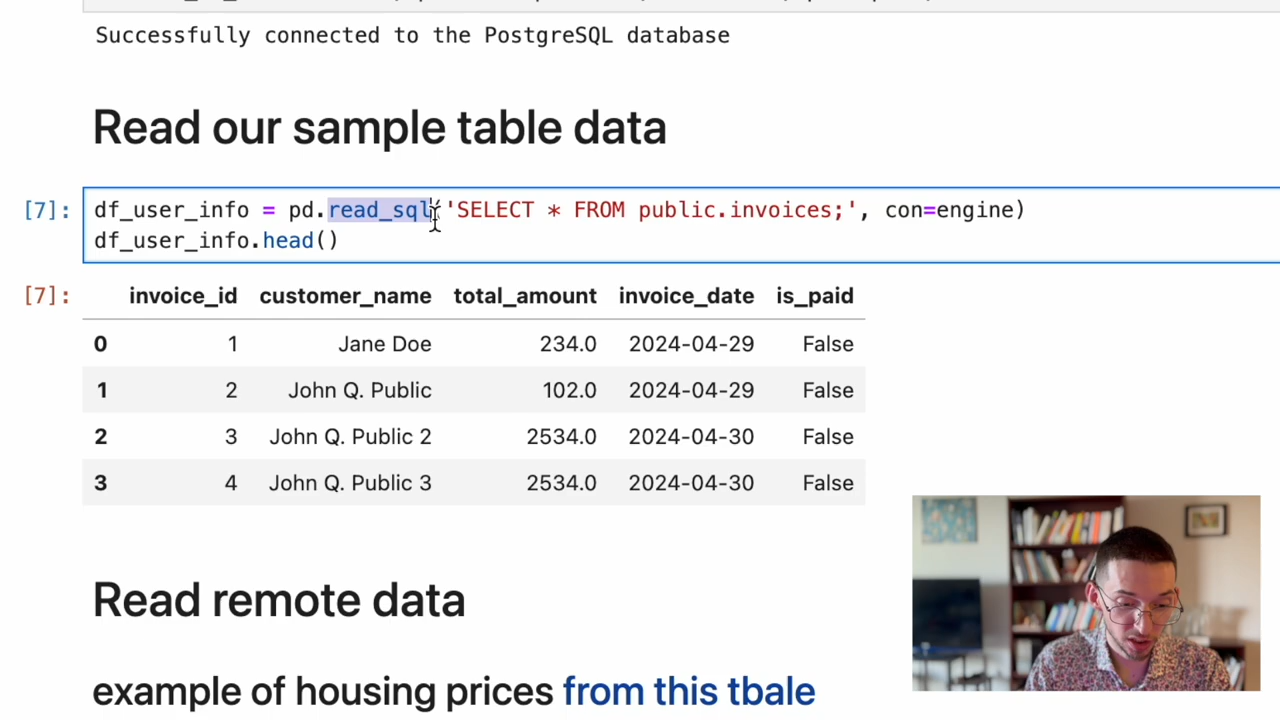 Successfully connected to the PostgreSQL database
Read our sample table data
[7]: df_user_info = pd.read_sql('SELECT * FROM public.invoices;', con=engine)
df_user_info.head()
[7]: invoice_id customer_name total_amount invoice_date is_paid
0 1 Jane Doe 234.0 2024-04-29 False
1 2 John Q. Public 102.0 2024-04-29 False
2 3 John Q. Public 2 2534.0 2024-04-30 False
3 4 John Q. Public 3 2534.0 2024-04-30 False
Read remote data
example of housing prices from this tbale